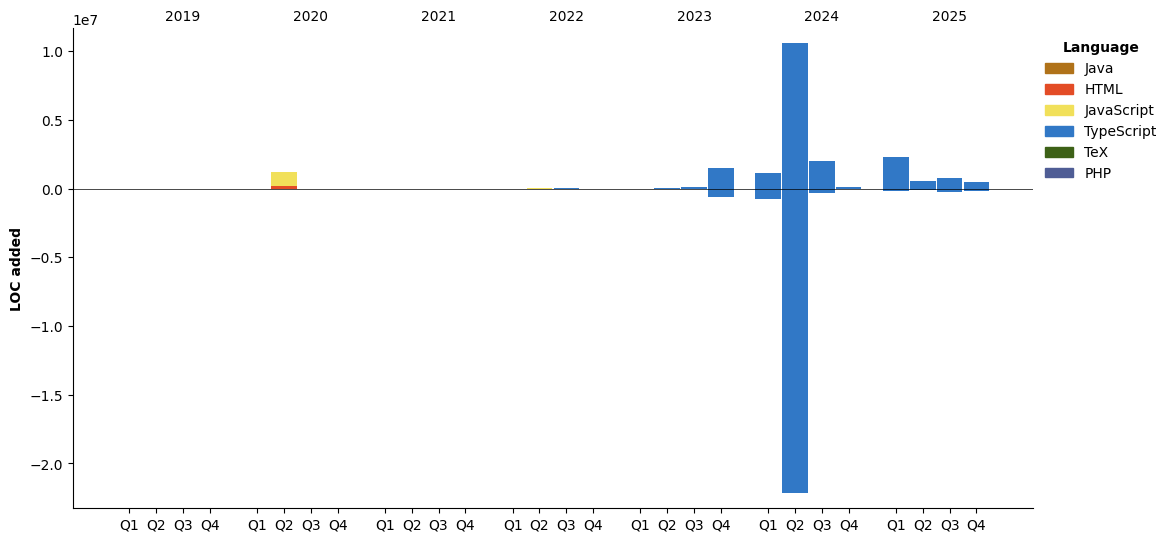 1e7
2019 2020 2021 2022 2023 2024 2025
1.0
0.5
0.0
−0.5
−1.0
−1.5
−2.0
LOC added
Q1 Q2 Q3 Q4 Q1 Q2 Q3 Q4 Q1 Q2 Q3 Q4 Q1 Q2 Q3 Q4 Q1 Q2 Q3 Q4 Q1 Q2 Q3 Q4 Q1 Q2 Q3 Q4
Language
Java
HTML
JavaScript
TypeScript
TeX
PHP